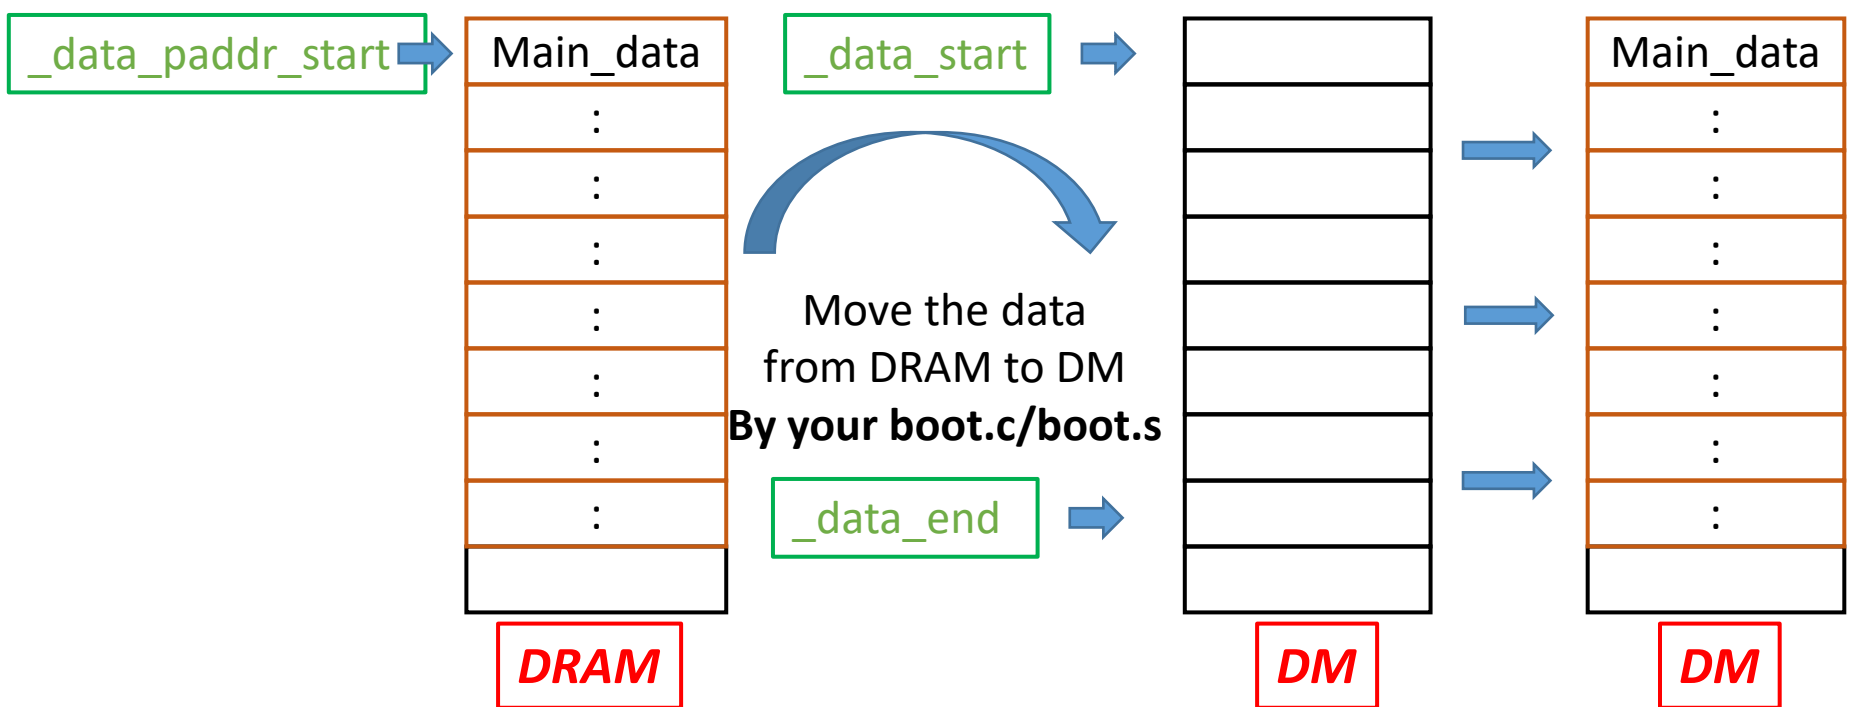 _data_paddr_start
Main_data
:
:
:
:
:
:
:
_data_start
Move the data
from DRAM to DM
By your boot.c/boot.s
_data_end
Main_data
:
:
:
:
:
:
:
DRAM
DM
DM